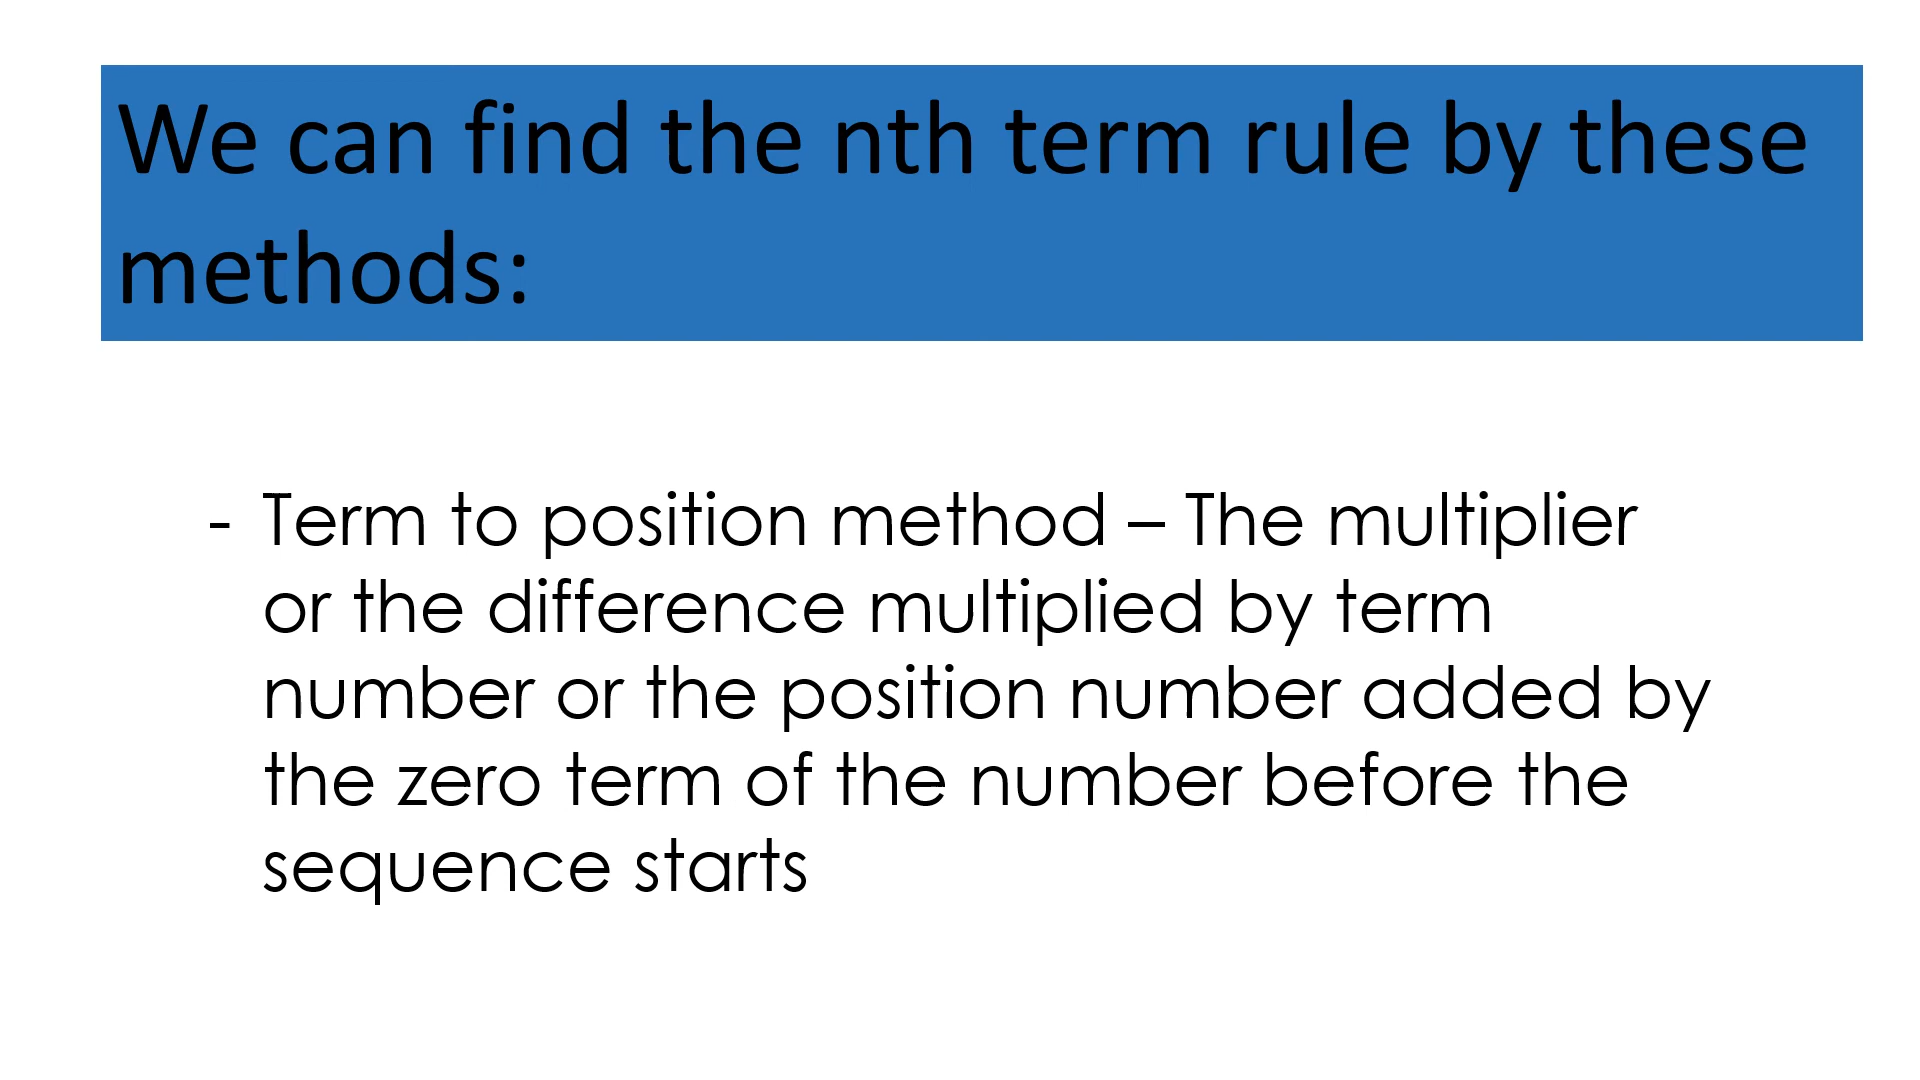 We can find the nth term rule by these
methods:
- Term to position method – The multiplier
or the difference multiplied by term
number or the position number added by
the zero term of the number before the
sequence starts